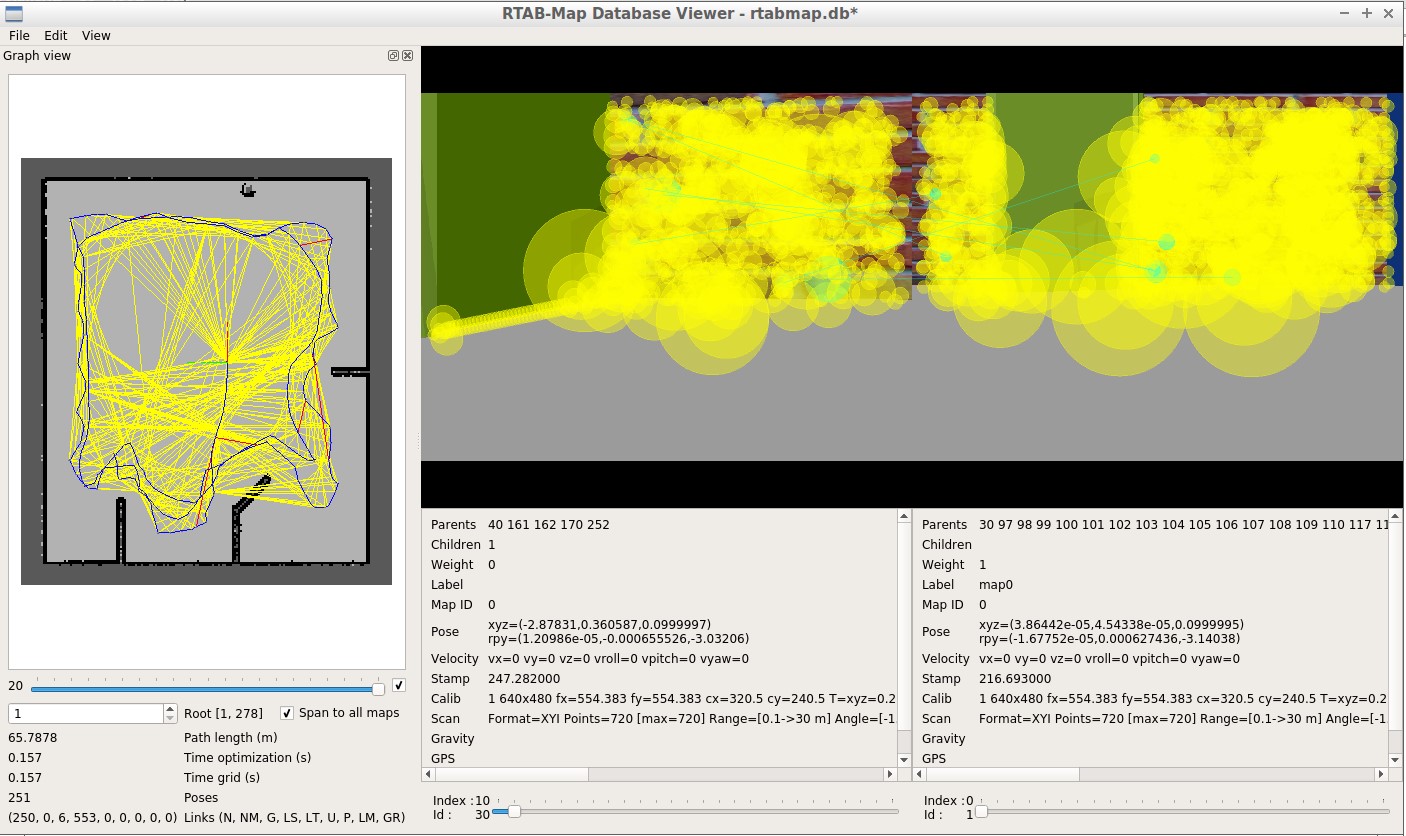 RTAB-Map Database Viewer - rtabmap.db*
File Edit View
Graph view
20
1 Root [1, 278] Span to all maps
65.7878 Path length (m)
0.157 Time optimization (s)
0.157 Time grid (s)
251 Poses
(250, 0, 6, 553, 0, 0, 0, 0, 0) Links (N, NM, G, LS, LT, U, P, LM, GR)
Parents 40 161 162 170 252
Children 1
Weight 0
Label
Map ID 0
Pose xyz=(-2.87831,0.360587,0.0999997)
rpy=(1.20986e-05,-0.000655526,-3.03206)
Velocity vx=0 vy=0 vz=0 vroll=0 vpitch=0 vyaw=0
Stamp 247.282000
Calib 1 640x480 fx=554.383 fy=554.383 cx=320.5 cy=240.5 T=xyz=0.2
Scan Format=XYI Points=720 [max=720] Range=[0.1->30 m] Angle=[-1
Gravity
GPS
Index : 10
Id : 30
Parents 30 97 98 99 100 101 102 103 104 105 106 107 108 109 110 117 11
Children
Weight 1
Label map0
Map ID 0
Pose xyz=(3.86442e-05,4.54338e-05,0.0999995)
rpy=(-1.67752e-05,0.000627436,-3.14038)
Velocity vx=0 vy=0 vz=0 vroll=0 vpitch=0 vyaw=0
Stamp 216.693000
Calib 1 640x480 fx=554.383 fy=554.383 cx=320.5 cy=240.5 T=xyz=0.2
Scan Format=XYI Points=720 [max=720] Range=[0.1->30 m] Angle=[-1
Gravity
GPS
Index : 0
Id : 1